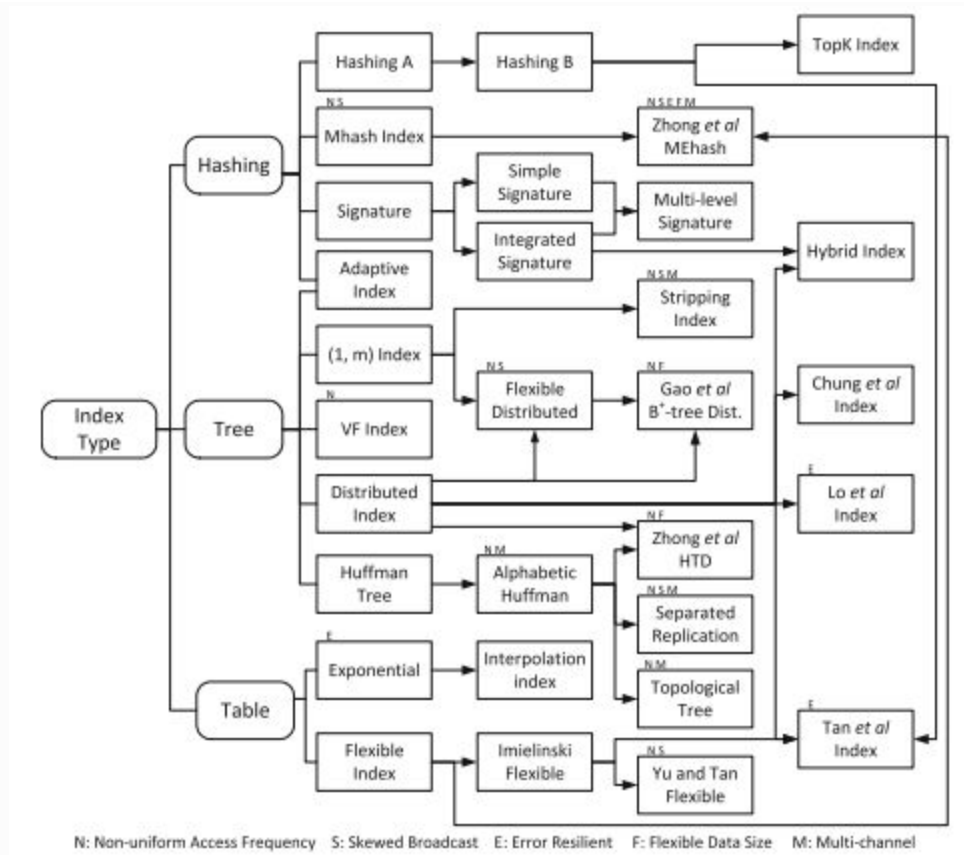 Hashing A
Hashing B
TopK Index
N S
Mhash Index
N S E F M
Zhong et al
MEhash
Hashing
Simple
Signature
Signature
Multi-level
Signature
Integrated
Signature
Hybrid Index
Adaptive
Index
N S M
Stripping
Index
(1, m) Index
N S
Flexible
Distributed
N F
Gao et al
B+-tree Dist.
Chung et al
Index
Index
Type
Tree
N
VF Index
Distributed
Index
E
Lo et al
Index
N F
Zhong et al
HTD
Huffman
Tree
N M
Alphabetic
Huffman
N S M
Separated
Replication
E
Exponential
Interpolation
index
N M
Topological
Tree
Table
E
Tan et al
Index
Flexible
Index
Imielinski
Flexible
N S
Yu and Tan
Flexible
N: Non-uniform Access Frequency S: Skewed Broadcast E: Error Resilient F: Flexible Data Size M: Multi-channel